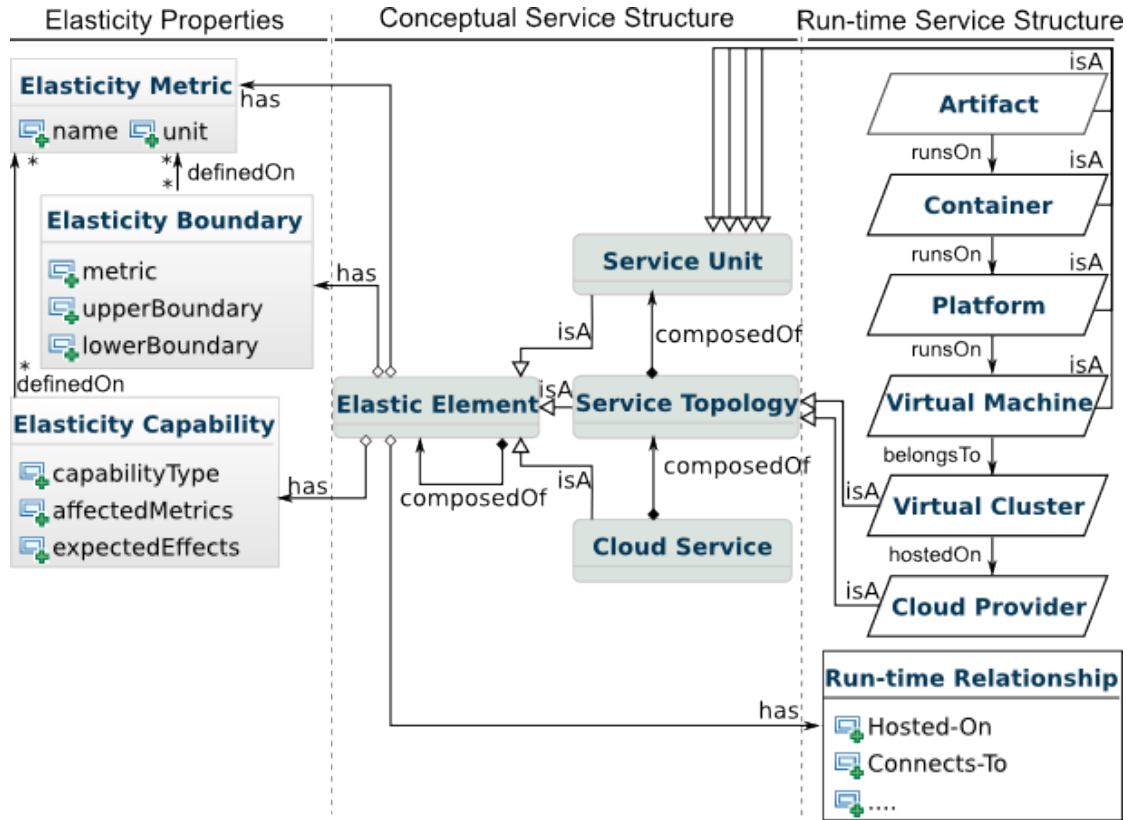 Elasticity Properties
Conceptual Service Structure
Run-time Service Structure
Elasticity Metric
name
unit
has
*
*
definedOn
*
Elasticity Boundary
metric
upperBoundary
lowerBoundary
has
*
definedOn
Elasticity Capability
capabilityType
affectedMetrics
expectedEffects
has
Service Unit
isA
composedOf
Elastic Element
isA
Service Topology
composedOf
isA
composedOf
Cloud Service
has
isA
Artifact
runsOn
isA
Container
runsOn
isA
Platform
runsOn
isA
Virtual Machine
belongsTo
isA
Virtual Cluster
hostedOn
isA
Cloud Provider
Run-time Relationship
Hosted-On
Connects-To
....